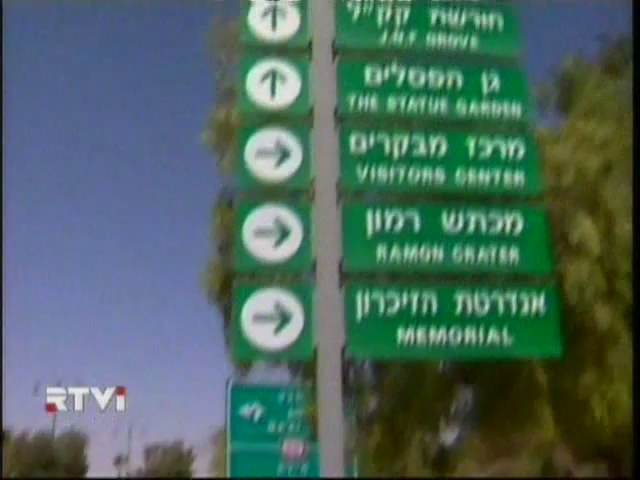 חורשת קק״ל
J.N.F GROVE
גן הפסלים
THE STATUE GARDEN
מרכז מבקרים
VISITORS CENTER
מכתש רמון
RAMON CRATER
אנדרטת הזיכרון
MEMORIAL
RTVi